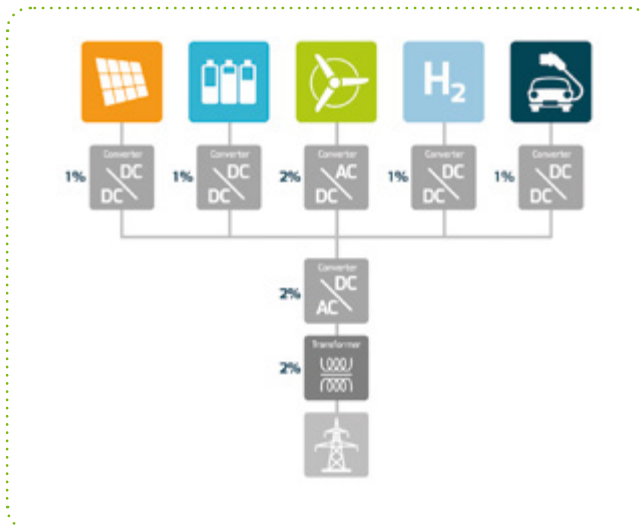 H₂
Converter Converter Converter Converter Converter
1% DC DC 1% DC DC 2% AC DC 1% DC DC 1% DC DC
Converter
2% DC AC
Transformer
2%